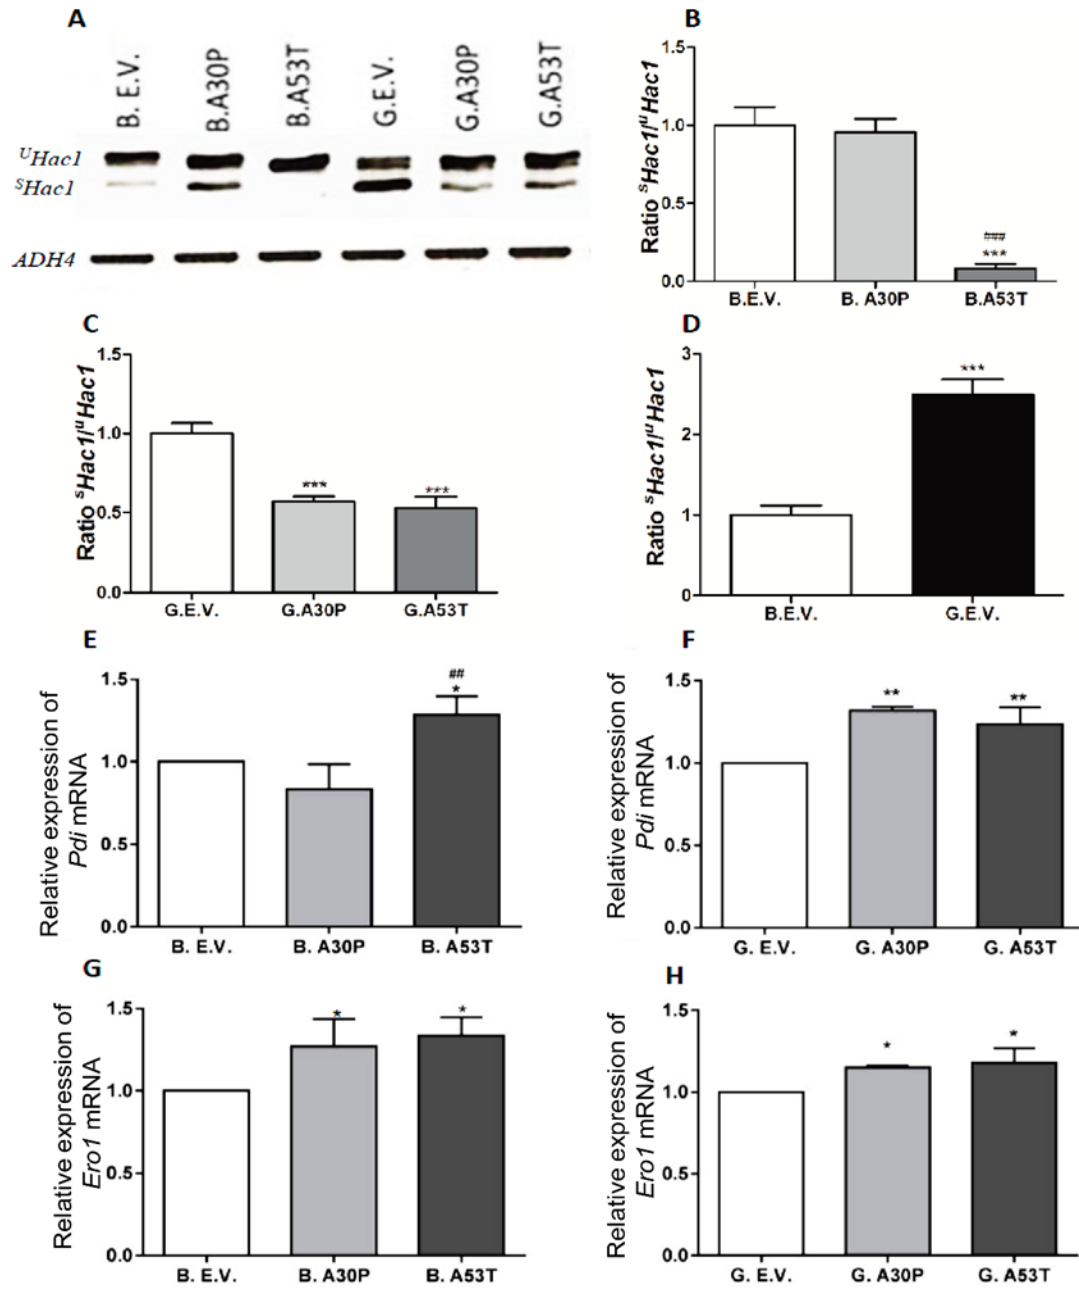 A
B. E.V.
B.A30P
B.A53T
G.E.V.
G.A30P
G.A53T
ᵁHac1
ˢHac1
ADH4
B
Ratio ˢHac1/ᵘHac1
1.5
1.0
0.5
0.0
###
***
B.E.V.
B. A30P
B.A53T
C
Ratio ˢHac1/ᵘHac1
1.5
1.0
0.5
0.0
***
***
G.E.V.
G.A30P
G.A53T
D
Ratio ˢHac1/ᵘHac1
3
2
1
0
***
B.E.V.
G.E.V.
E
Relative expression of
Pdi mRNA
1.5
1.0
0.5
0.0
##
*
B. E.V.
B. A30P
B. A53T
F
Relative expression of
Pdi mRNA
1.5
1.0
0.5
0.0
**
**
G. E.V.
G. A30P
G. A53T
G
Relative expression of
Ero1 mRNA
1.5
1.0
0.5
0.0
*
*
B. E.V.
B. A30P
B. A53T
H
Relative expression of
Ero1 mRNA
1.5
1.0
0.5
0.0
*
*
G. E.V.
G. A30P
G. A53T